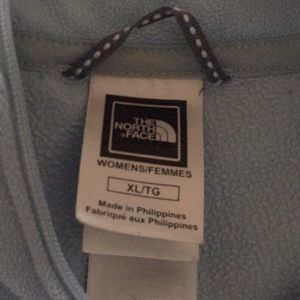 THE
NORTH
FACE
WOMENS/FEMMES
XL/TG
Made in Philippines
Fabriqué aux Philippines